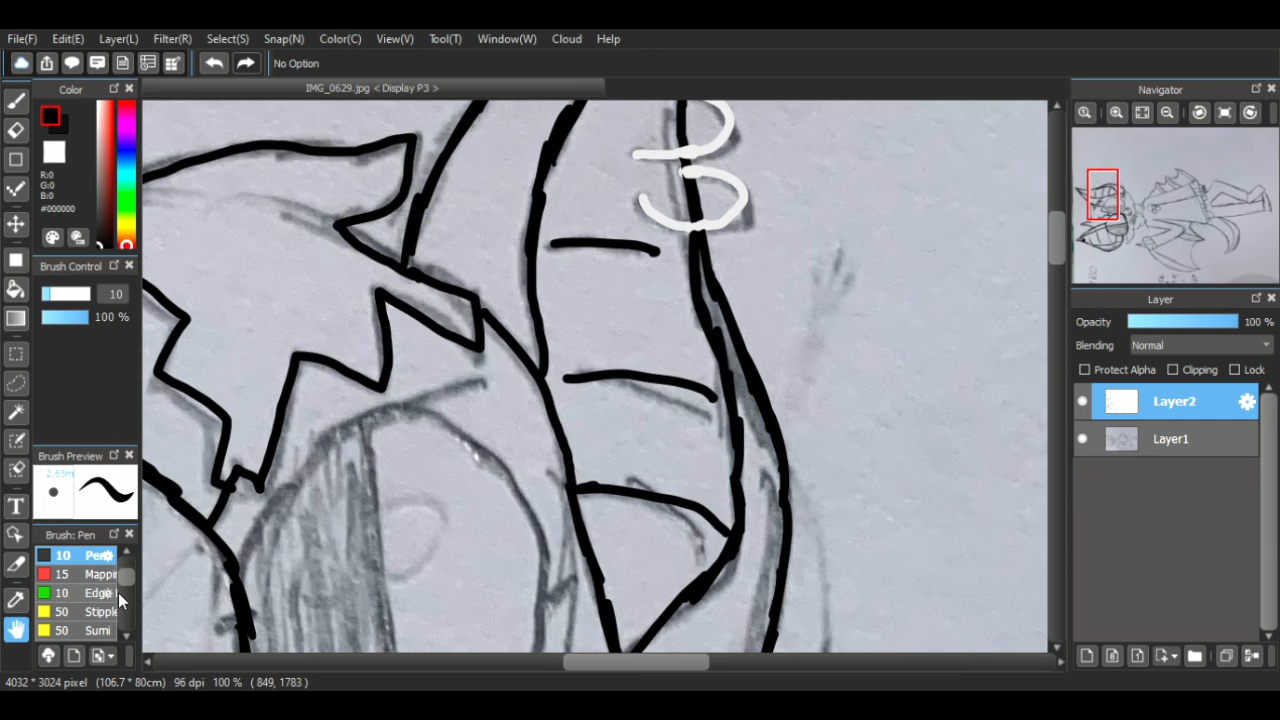 File(F) Edit(E) Layer(L) Filter(R) Select(S) Snap(N) Color(C) View(V) Tool(T) Window(W) Cloud Help
No Option
Color
IMG_0629.jpg < Display P3 >
Navigator
R:0
G:0
B:0
#000000
Brush Control
10
100 %
Layer
Opacity 100 %
Blending Normal
Protect Alpha Clipping Lock
Layer2
Layer1
Brush Preview
Brush: Pen
10 Pen
15 Mappin
10 Edge
50 Stipple
50 Sumi
4032 * 3024 pixel (106.7 * 80cm) 96 dpi 100 % ( 849, 1783 )